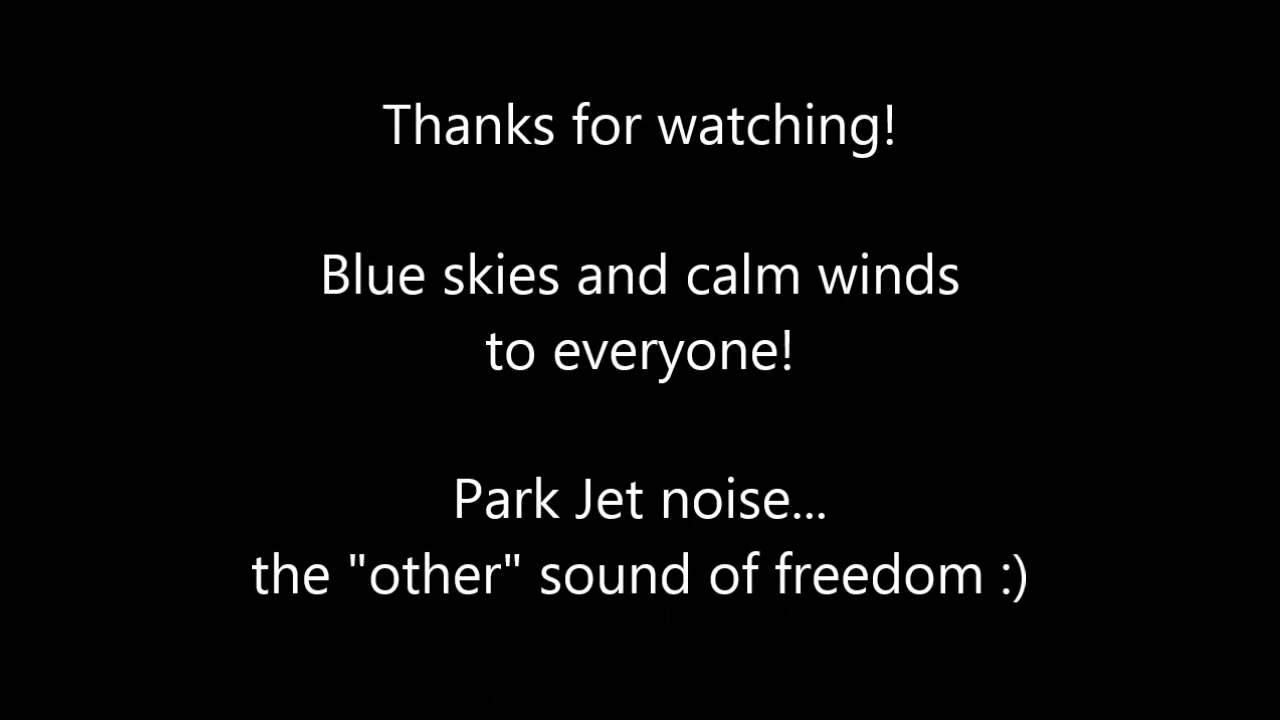 Thanks for watching!
Blue skies and calm winds
to everyone!
Park Jet noise...
the "other" sound of freedom :)